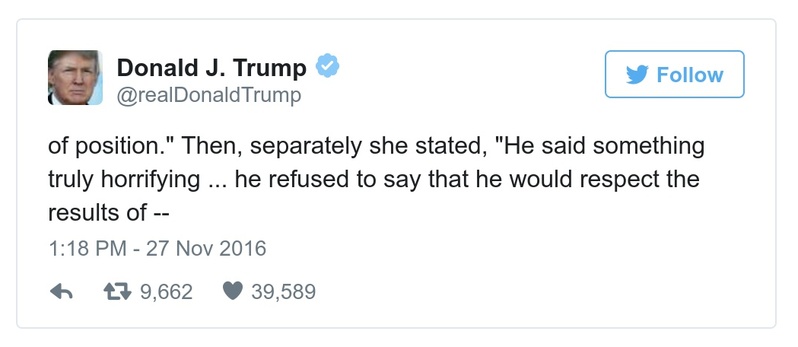 Donald J. Trump
@realDonaldTrump
Follow
of position." Then, separately she stated, "He said something
truly horrifying ... he refused to say that he would respect the
results of --
1:18 PM - 27 Nov 2016
9,662 39,589